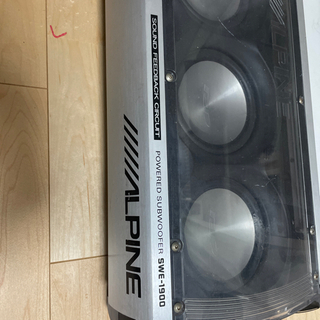 SOUND FEEDBACK CIRCUIT
ALPINE
POWERED SUBWOOFER SWE-1900